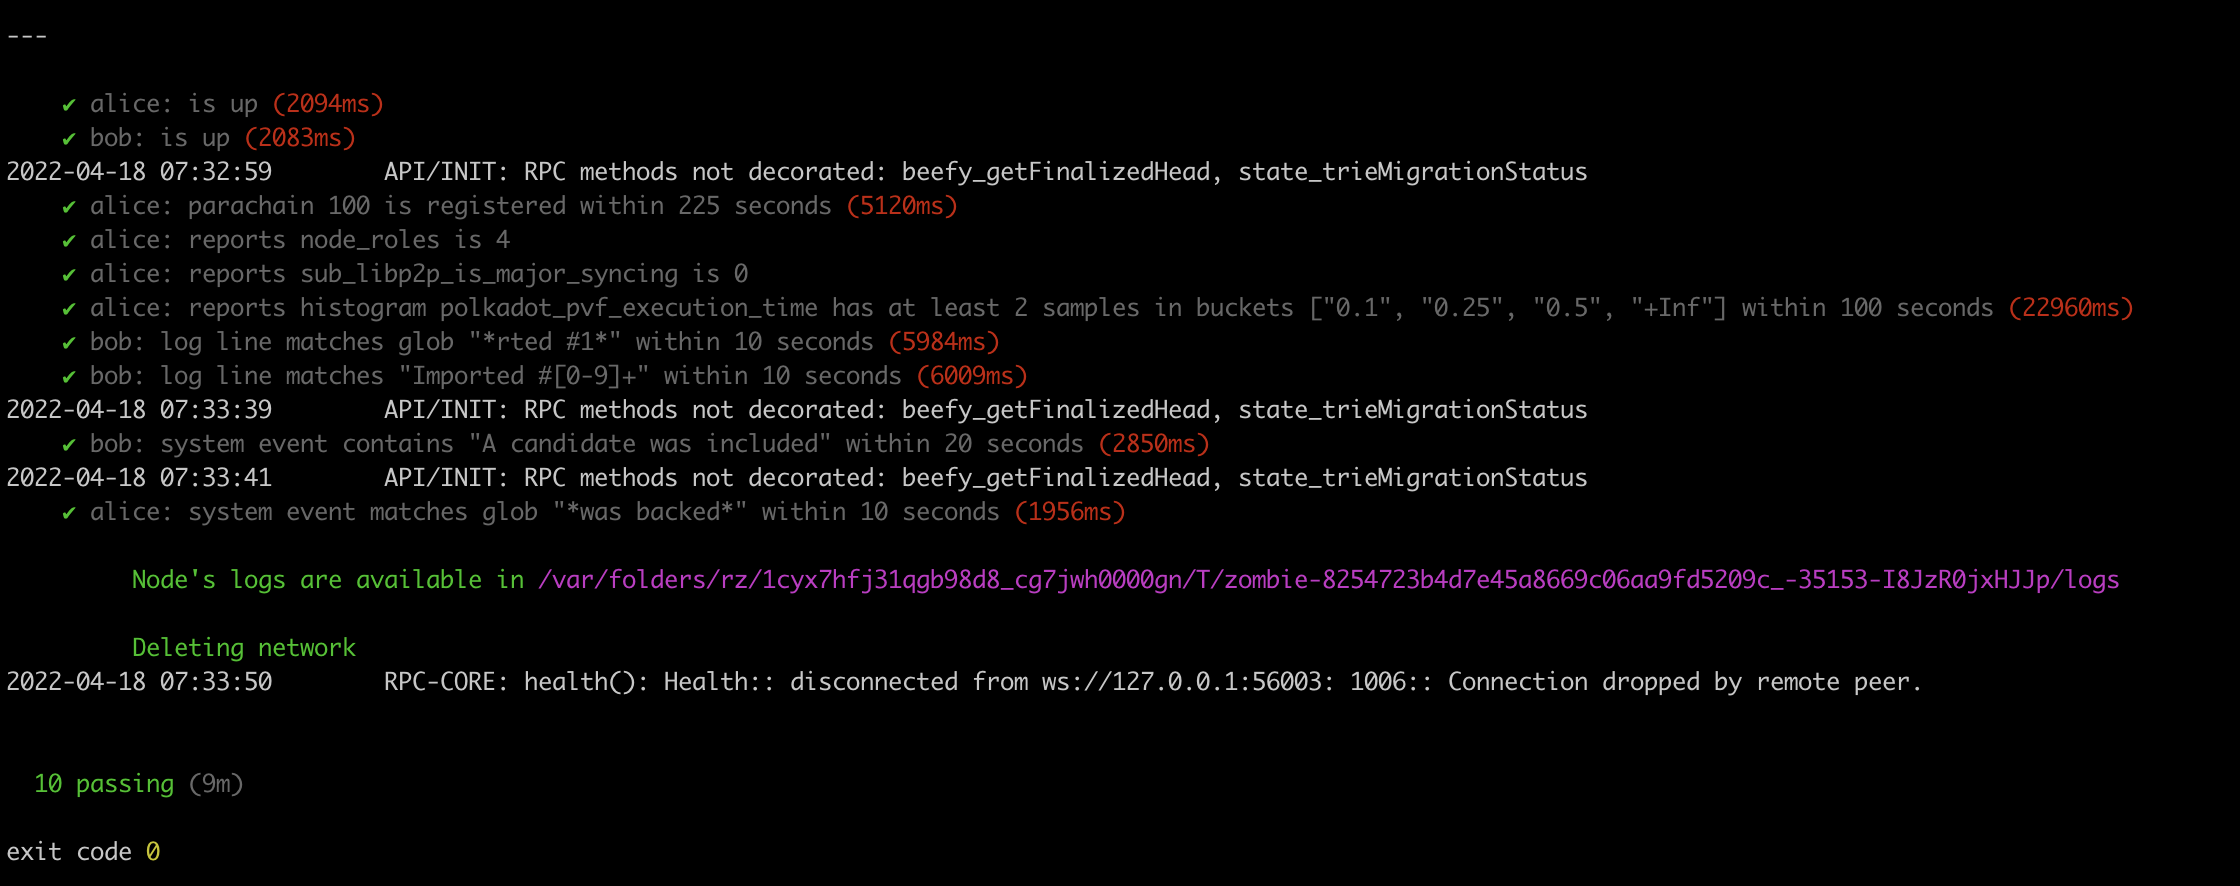 ---
✔ alice: is up (2094ms)
✔ bob: is up (2083ms)
2022-04-18 07:32:59        API/INIT: RPC methods not decorated: beefy_getFinalizedHead, state_trieMigrationStatus
✔ alice: parachain 100 is registered within 225 seconds (5120ms)
✔ alice: reports node_roles is 4
✔ alice: reports sub_libp2p_is_major_syncing is 0
✔ alice: reports histogram polkadot_pvf_execution_time has at least 2 samples in buckets ["0.1", "0.25", "0.5", "+Inf"] within 100 seconds (22960ms)
✔ bob: log line matches glob "*rted #1*" within 10 seconds (5984ms)
✔ bob: log line matches "Imported #[0-9]+" within 10 seconds (6009ms)
2022-04-18 07:33:39        API/INIT: RPC methods not decorated: beefy_getFinalizedHead, state_trieMigrationStatus
✔ bob: system event contains "A candidate was included" within 20 seconds (2850ms)
2022-04-18 07:33:41        API/INIT: RPC methods not decorated: beefy_getFinalizedHead, state_trieMigrationStatus
✔ alice: system event matches glob "*was backed*" within 10 seconds (1956ms)
Node's logs are available in /var/folders/rz/1cyx7hfj31qgb98d8_cg7jwh0000gn/T/zombie-8254723b4d7e45a8669c06aa9fd5209c_-35153-I8JzR0jxHJJp/logs
Deleting network
2022-04-18 07:33:50        RPC-CORE: health(): Health:: disconnected from ws://127.0.0.1:56003: 1006:: Connection dropped by remote peer.
10 passing (9m)
exit code 0